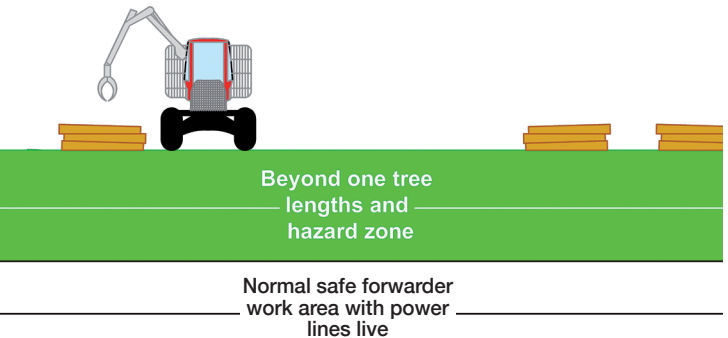 Beyond one tree
lengths and
hazard zone
Normal safe forwarder
work area with power
lines live